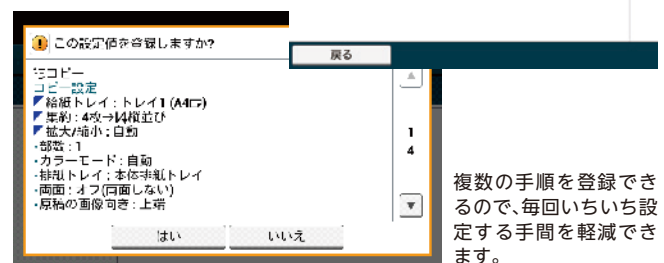 この設定値を登録しますか?
戻る
コピー設定
給紙トレイ:トレイ1 (A4)
集約:4枚→縦並び
拡大/縮小:自動
・部数:1
・カラーモード:自動
・排紙トレイ:本体排紙トレイ
・両面:オフ(両面しない)
・原稿の画像向き:上端
1
4
はい
いいえ
複数の手順を登録でき
るので、毎回いちいち設
定する手間を軽減でき
ます。